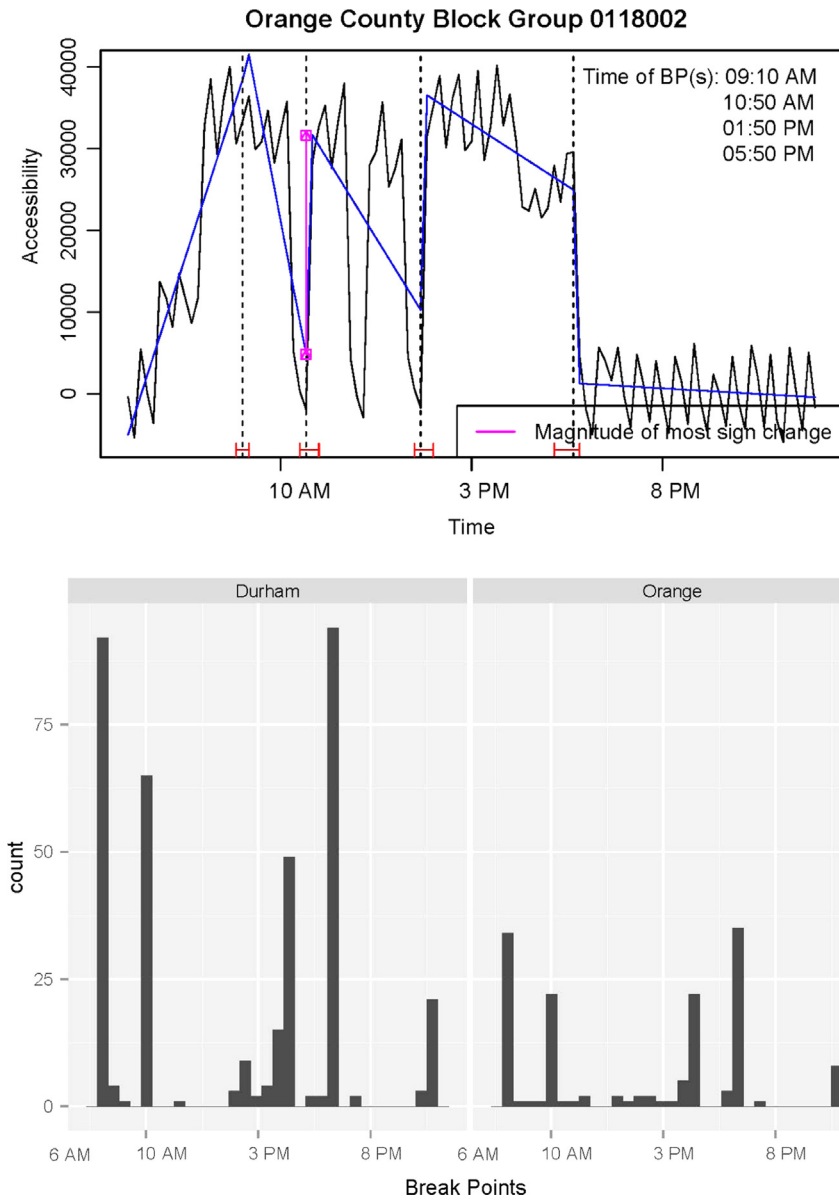 Orange County Block Group 0118002
Accessibility
40000
30000
20000
10000
0
Time of BP(s): 09:10 AM
10:50 AM
01:50 PM
05:50 PM
Magnitude of most sign change
10 AM
3 PM
8 PM
Time
Durham
Orange
count
75
50
25
0
6 AM
10 AM
3 PM
8 PM
6 AM
10 AM
3 PM
8 PM
Break Points